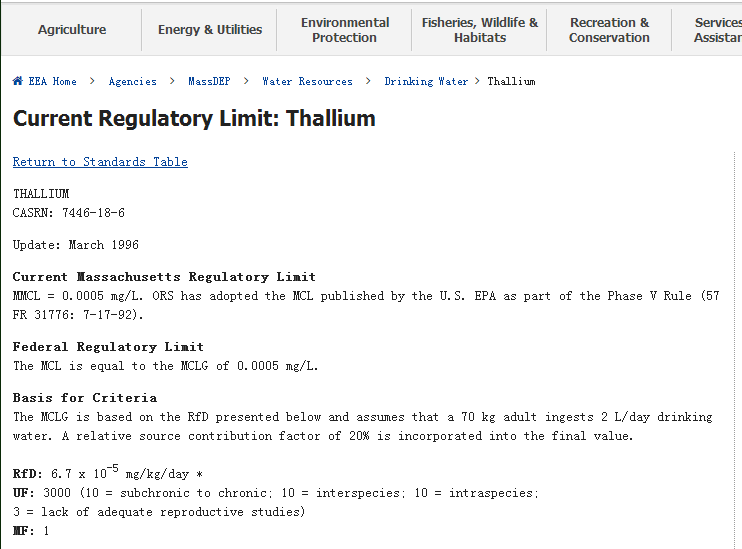 Agriculture
Energy & Utilities
Environmental
Protection
Fisheries, Wildlife &
Habitats
Recreation &
Conservation
Services
Assistar
EEA Home > Agencies > MassDEP > Water Resources > Drinking Water > Thallium
Current Regulatory Limit: Thallium
Return to Standards Table
THALLIUM
CASRN: 7446-18-6
Update: March 1996
Current Massachusetts Regulatory Limit
MMCL = 0.0005 mg/L. ORS has adopted the MCL published by the U.S. EPA as part of the Phase V Rule (57
FR 31776: 7-17-92).
Federal Regulatory Limit
The MCL is equal to the MCLG of 0.0005 mg/L.
Basis for Criteria
The MCLG is based on the RfD presented below and assumes that a 70 kg adult ingests 2 L/day drinking
water. A relative source contribution factor of 20% is incorporated into the final value.
RfD: 6.7 x 10⁻⁵ mg/kg/day *
UF: 3000 (10 = subchronic to chronic; 10 = interspecies; 10 = intraspecies;
3 = lack of adequate reproductive studies)
MF: 1